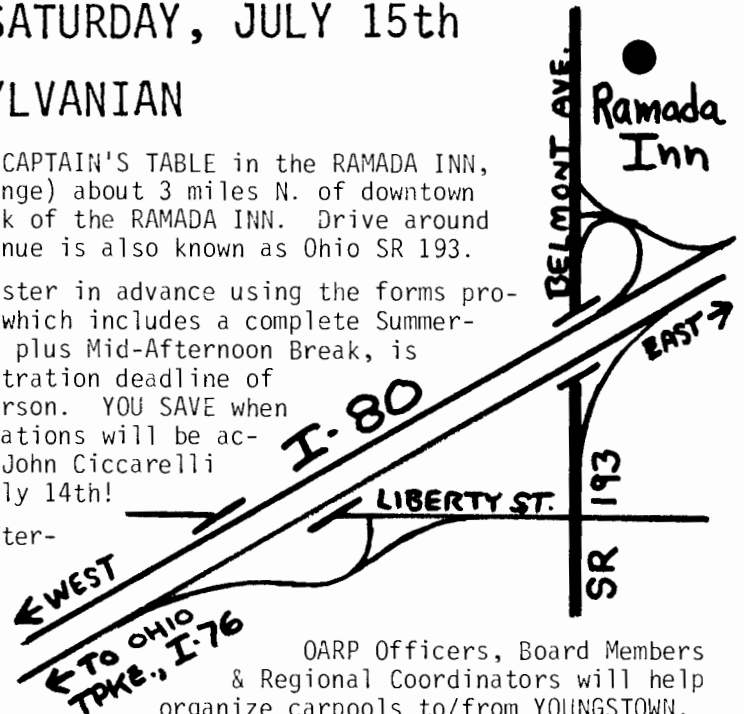 SATURDAY, JULY 15th
YLVANIAN
CAPTAIN'S TABLE in the RAMADA INN,
nge) about 3 miles N. of downtown
k of the RAMADA INN. Drive around
nue is also known as Ohio SR 193.
ster in advance using the forms pro-
which includes a complete Summer-
plus Mid-Afternoon Break, is
tration deadline of
rson. YOU SAVE when
ations will be ac-
John Ciccarelli
ly 14th!
ter-
BELMONT AVE.
Ramada
Inn
EAST
I-80
LIBERTY ST.
SR 193
WEST
TO OHIO
TPKE., I-76
OARP Officers, Board Members
& Regional Coordinators will help
organize carpools to/from YOUNGSTOWN.